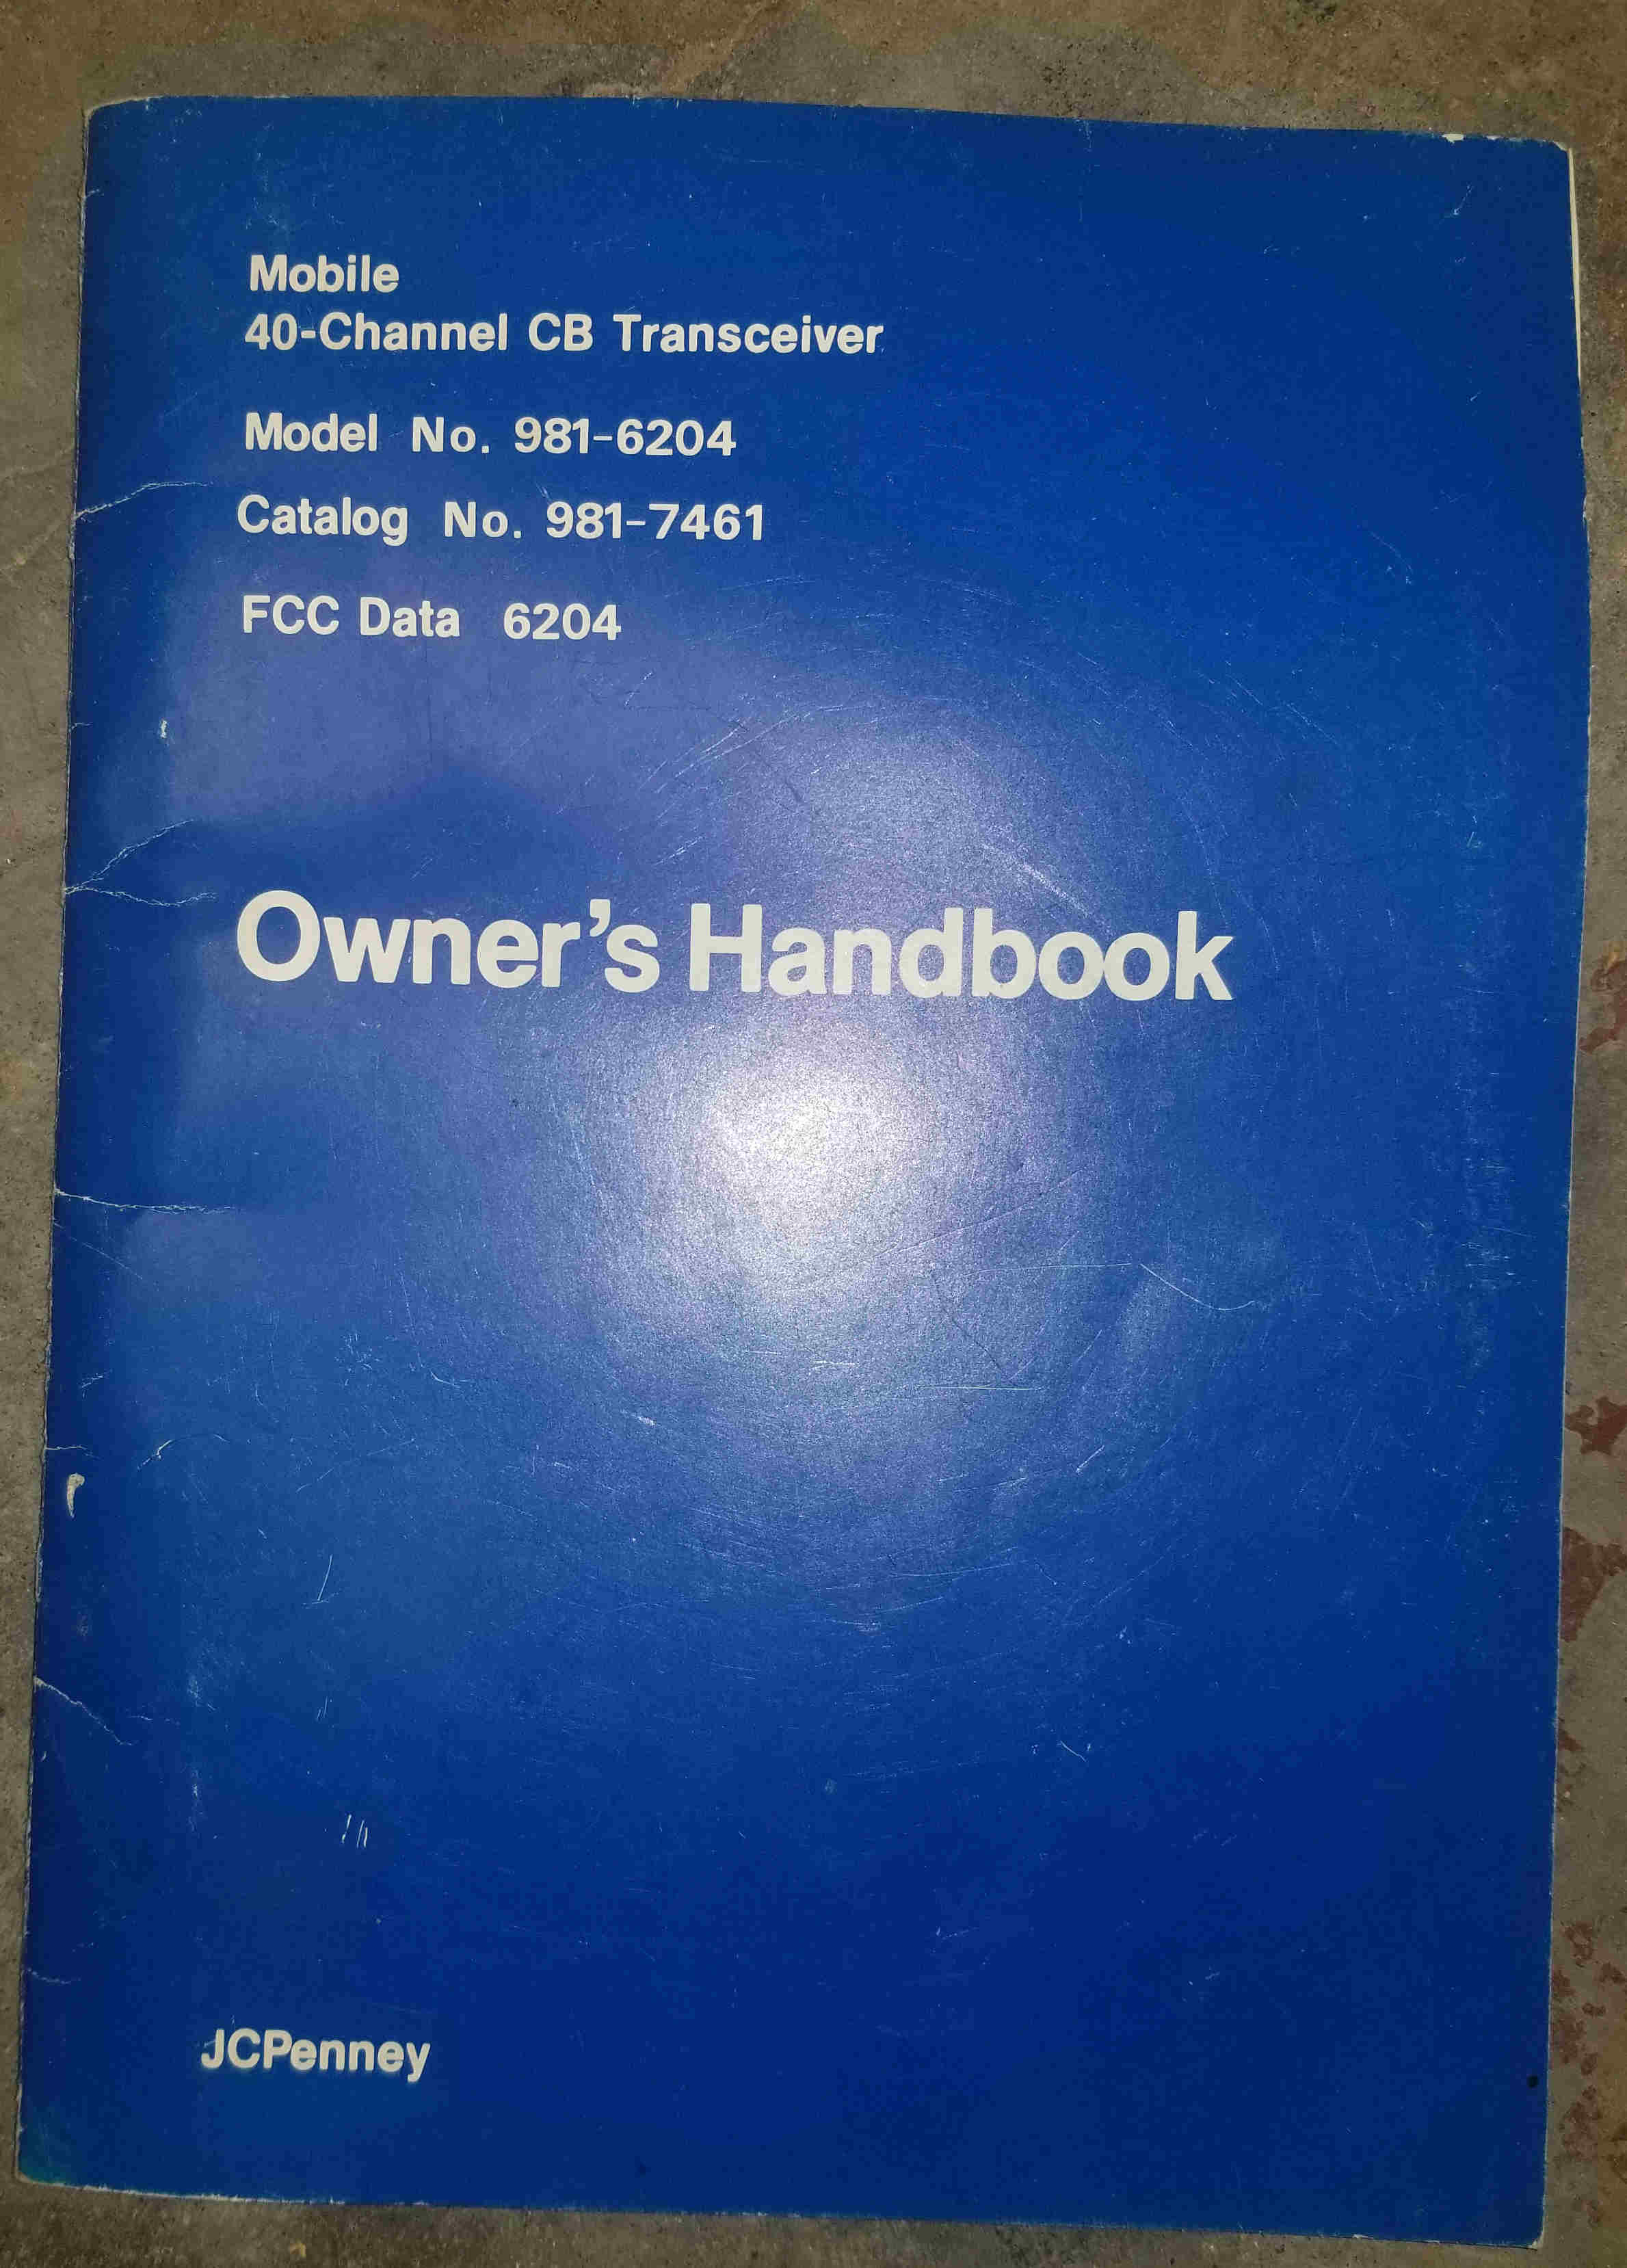 Mobile
40-Channel CB Transceiver
Model No. 981-6204
Catalog No. 981-7461
FCC Data 6204
Owner's Handbook
JCPenney